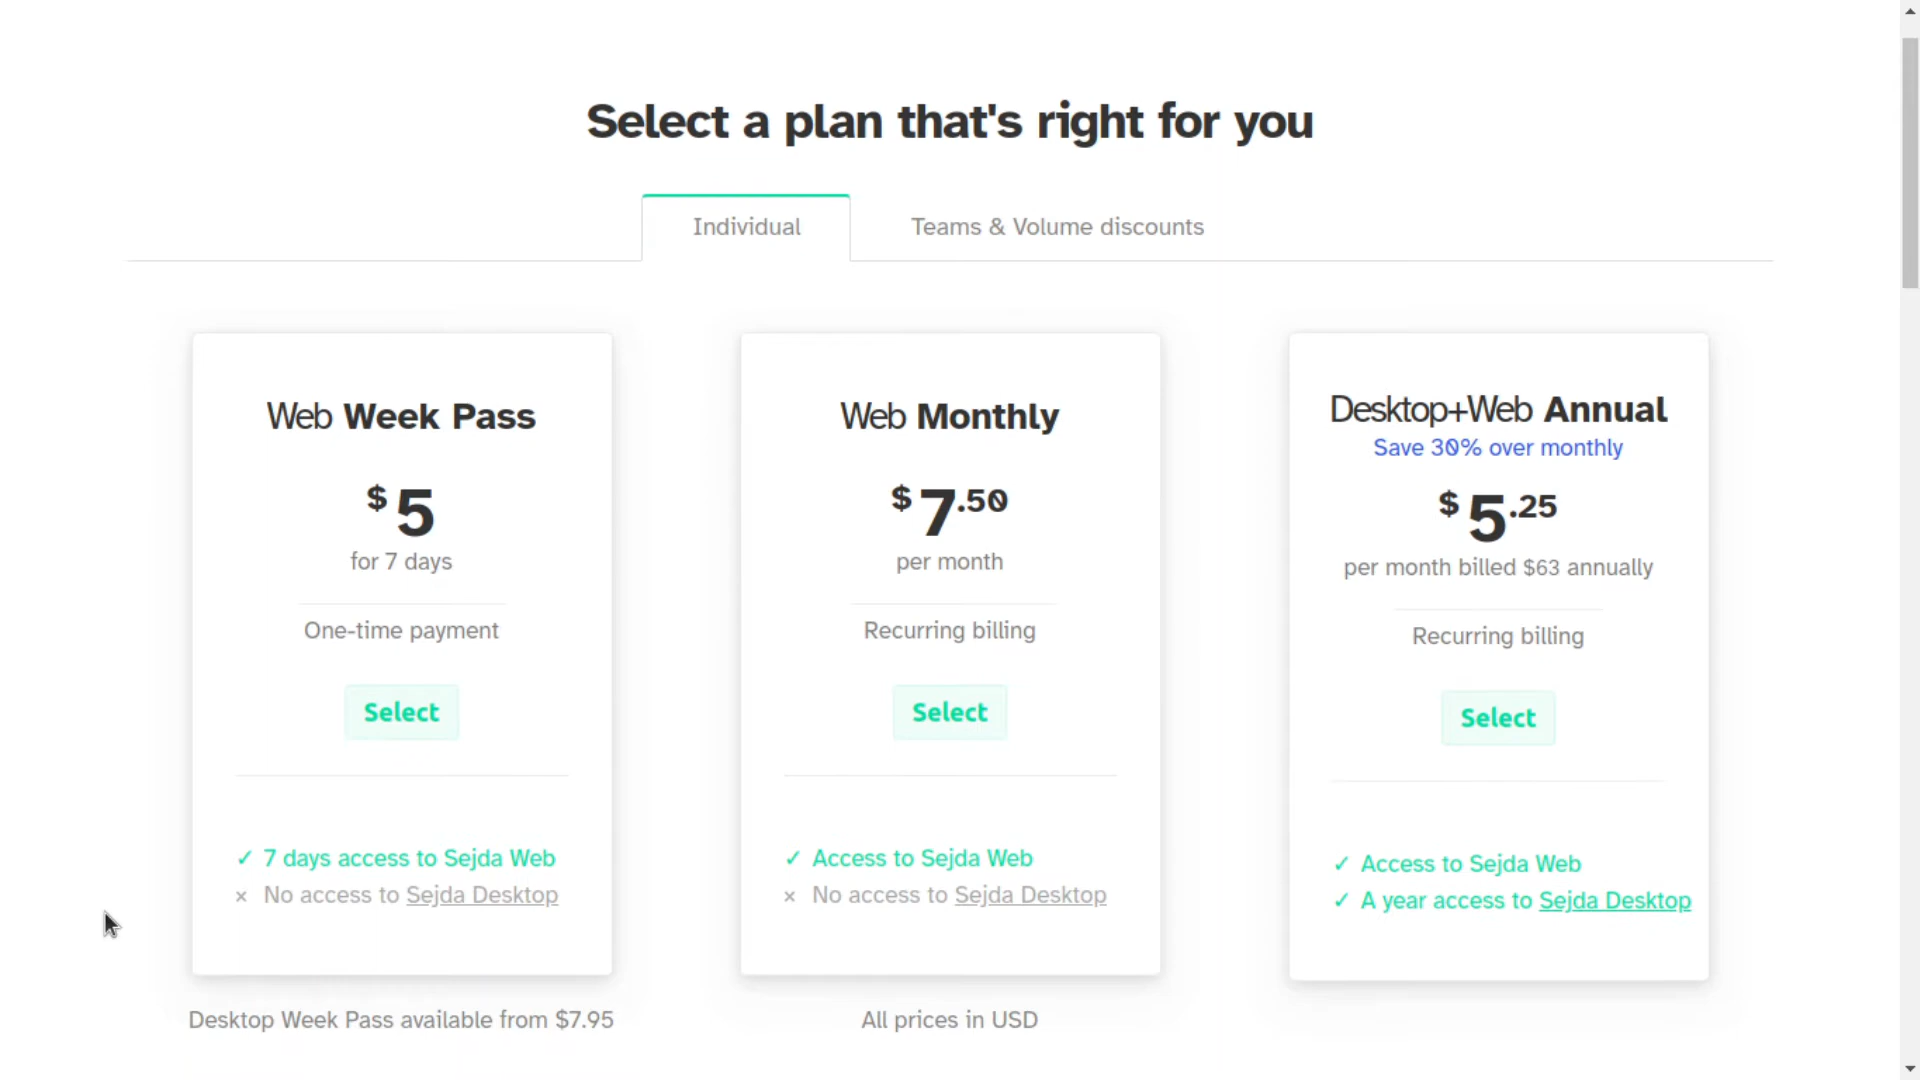 Select a plan that's right for you
Individual
Teams & Volume discounts
Web Week Pass
$5
for 7 days
One-time payment
Select
✓ 7 days access to Sejda Web
× No access to Sejda Desktop
Desktop Week Pass available from $7.95
Web Monthly
$7.50
per month
Recurring billing
Select
✓ Access to Sejda Web
× No access to Sejda Desktop
All prices in USD
Desktop+Web Annual
Save 30% over monthly
$5.25
per month billed $63 annually
Recurring billing
Select
✓ Access to Sejda Web
✓ A year access to Sejda Desktop